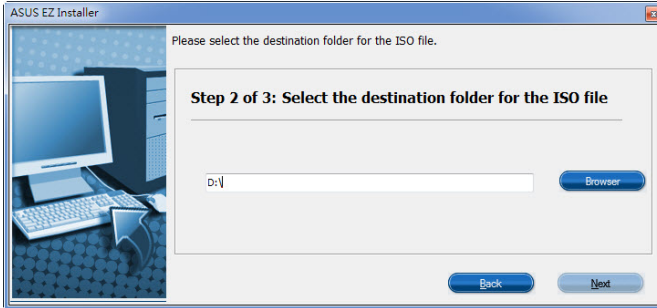 ASUS EZ Installer
Please select the destination folder for the ISO file.
Step 2 of 3: Select the destination folder for the ISO file
D:\
Browser
Back
Next